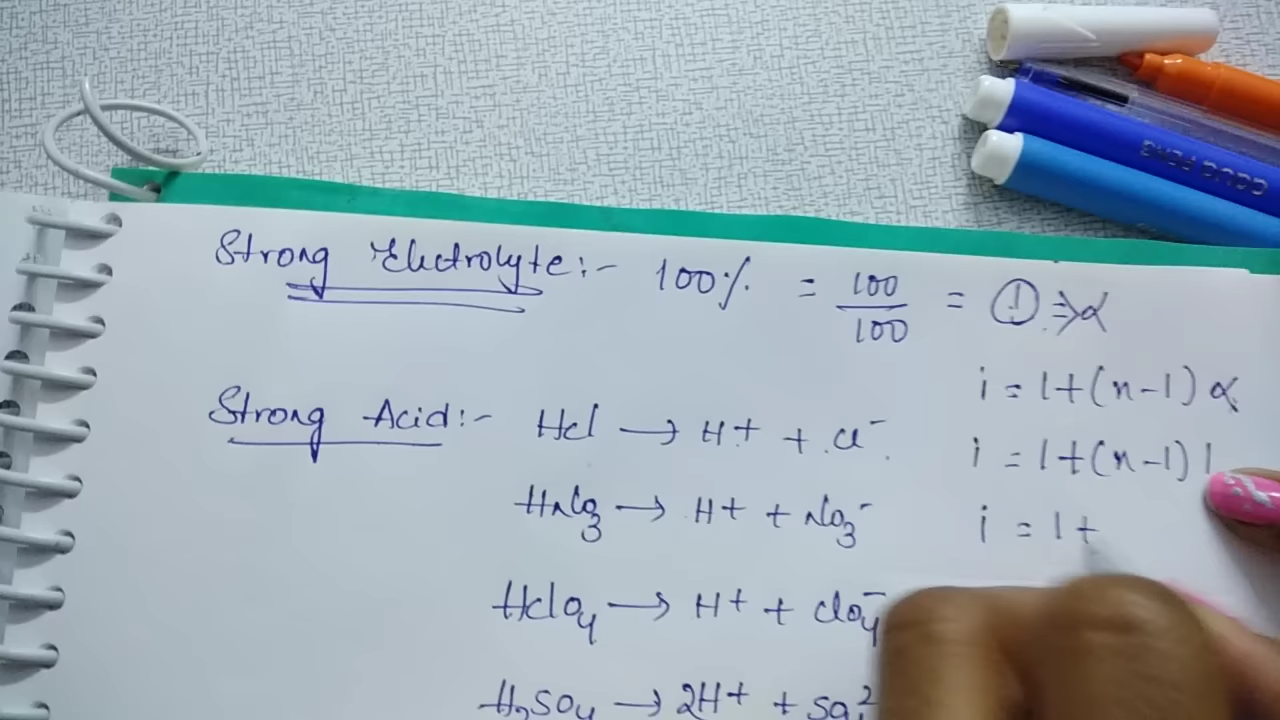 Strong Electrolyte:- 100% = 100/100 = 1 ⇒ α
i = 1+(n-1)α
Strong Acid:- Hcl → H+ + Cl⁻
i = 1+(n-1)1
HNO₃ → H+ + NO₃⁻
i = 1+
HClO₄ → H+ + ClO₄⁻
H₂SO₄ → 2H+ +